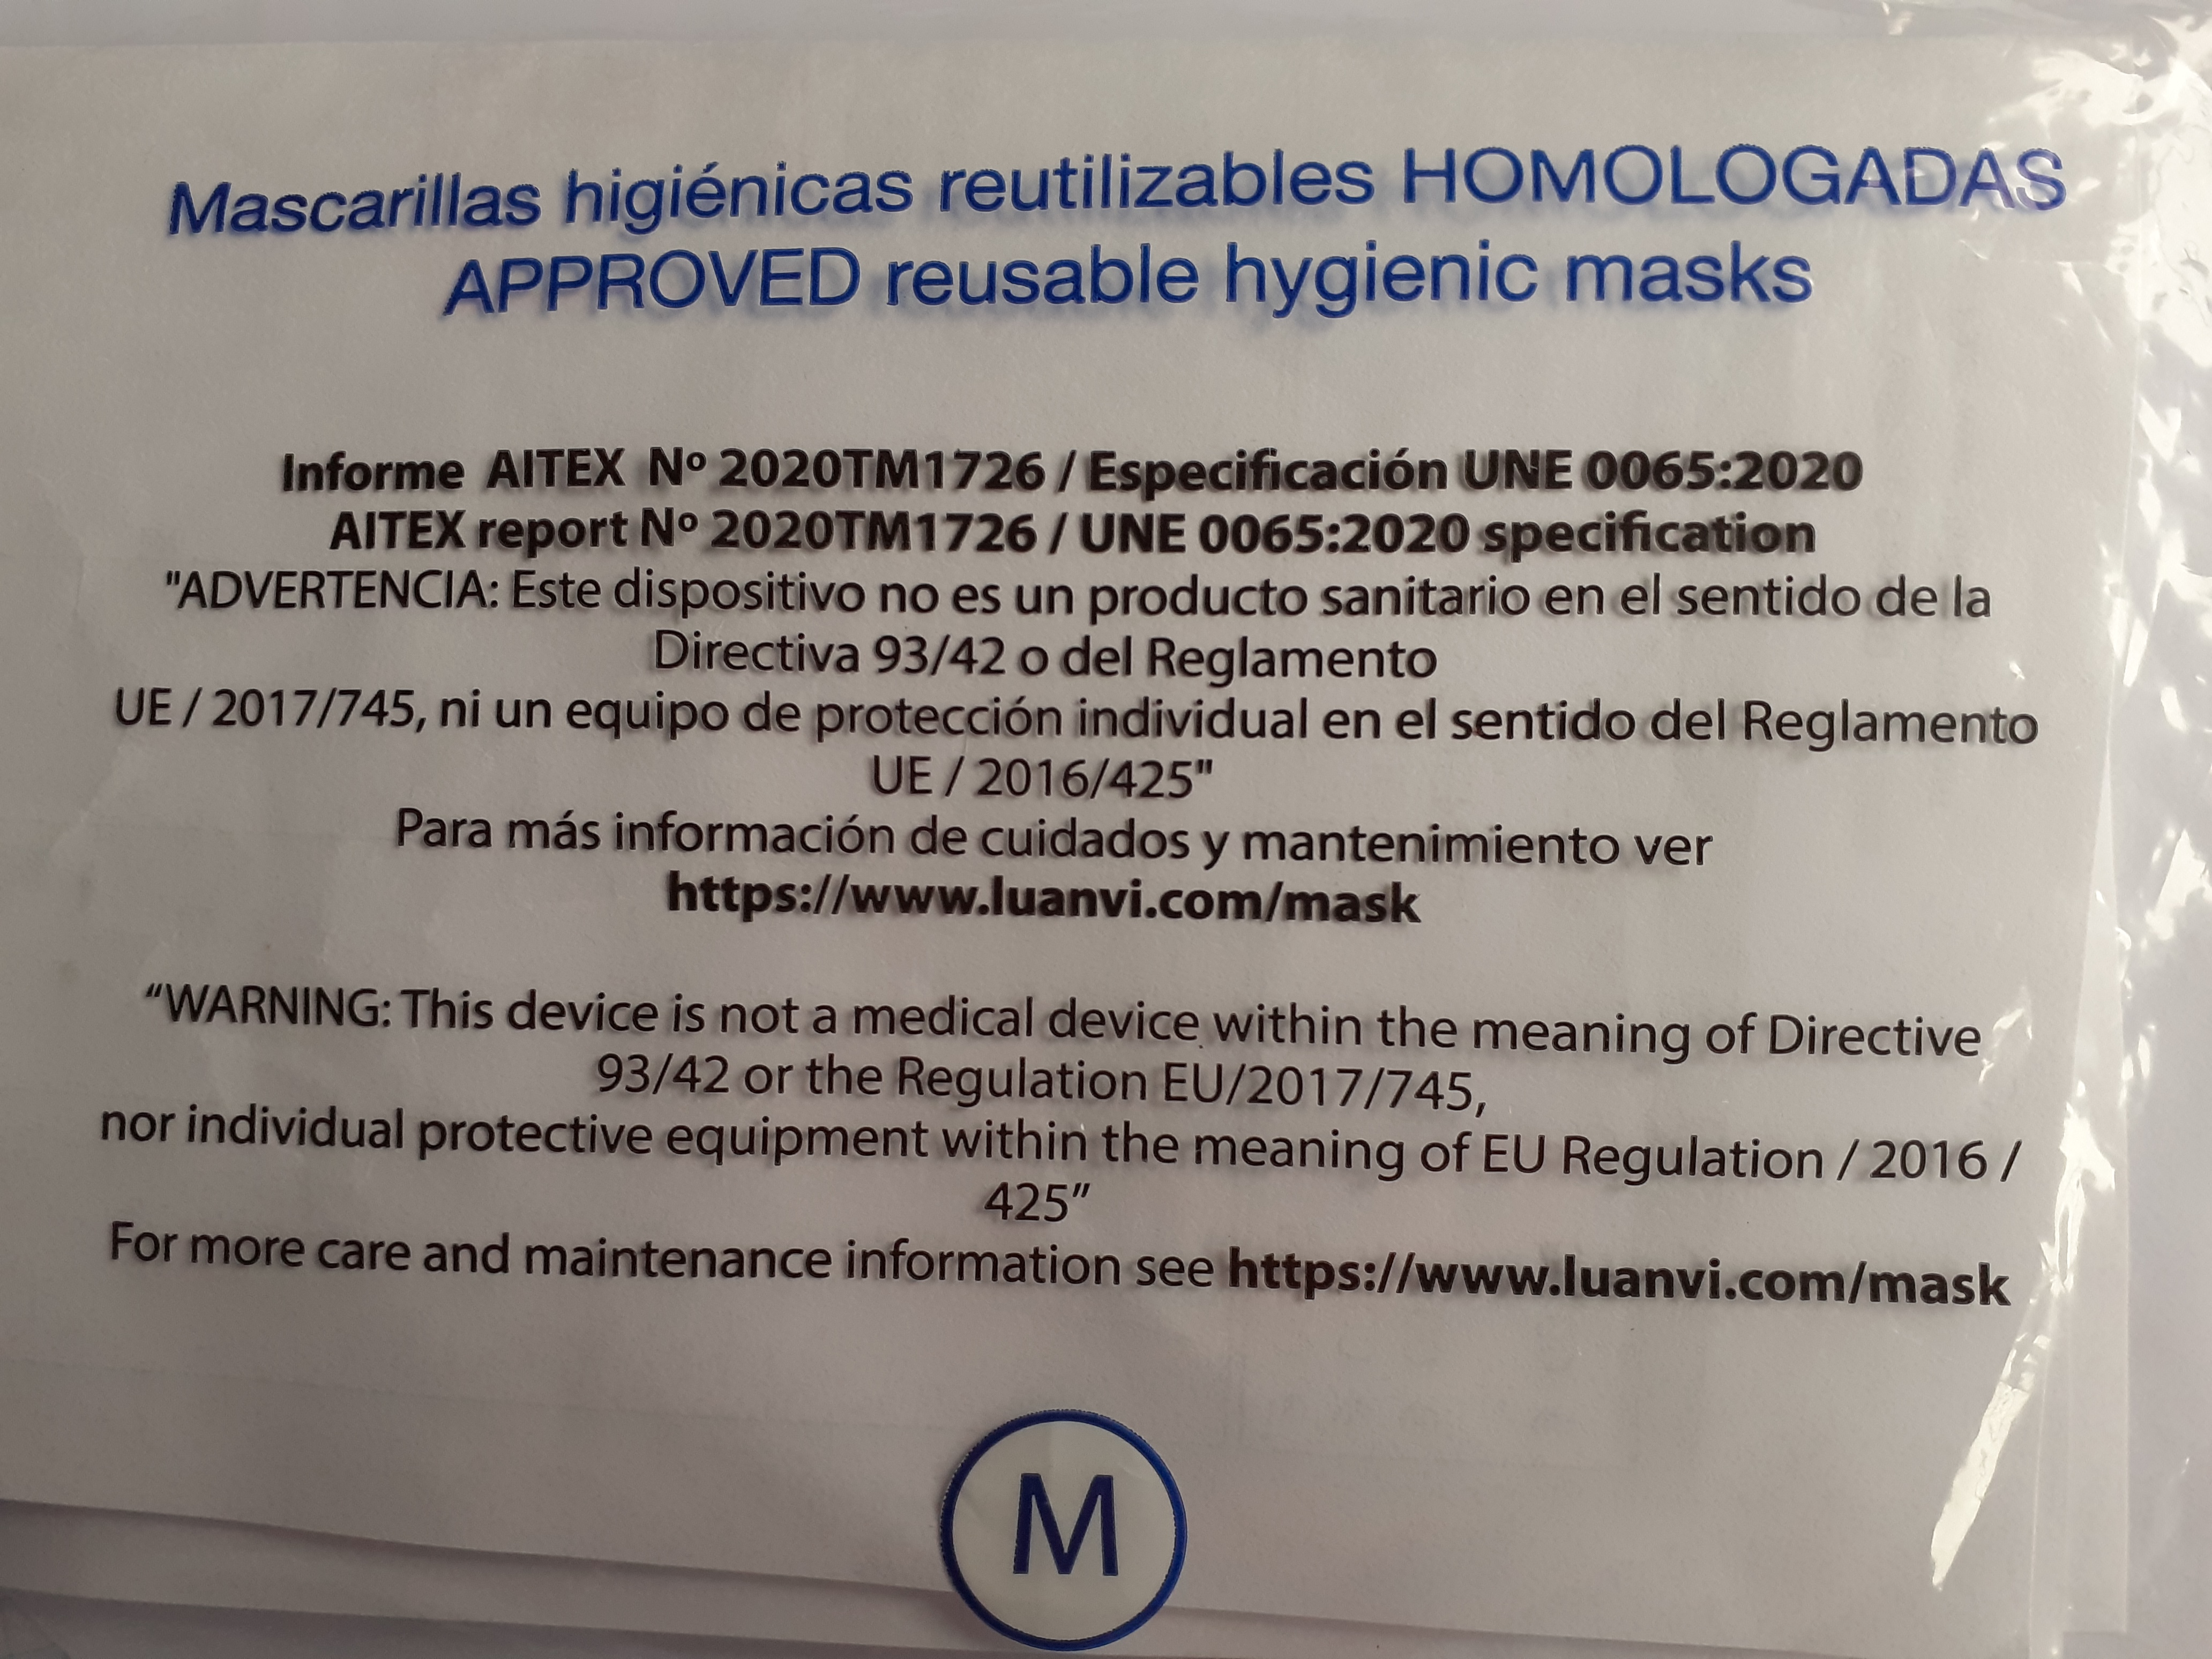 Mascarillas higiénicas reutilizables HOMOLOGADAS
APPROVED reusable hygienic masks
Informe AITEX Nº 2020TM1726 / Especificación UNE 0065:2020
AITEX report Nº 2020TM1726 / UNE 0065:2020 specification
"ADVERTENCIA: Este dispositivo no es un producto sanitario en el sentido de la
Directiva 93/42 o del Reglamento
UE / 2017/745, ni un equipo de protección individual en el sentido del Reglamento
UE / 2016/425"
Para más información de cuidados y mantenimiento ver
https://www.luanvi.com/mask
“WARNING: This device is not a medical device within the meaning of Directive
93/42 or the Regulation EU/2017/745,
nor individual protective equipment within the meaning of EU Regulation / 2016 /
425”
For more care and maintenance information see https://www.luanvi.com/mask
M